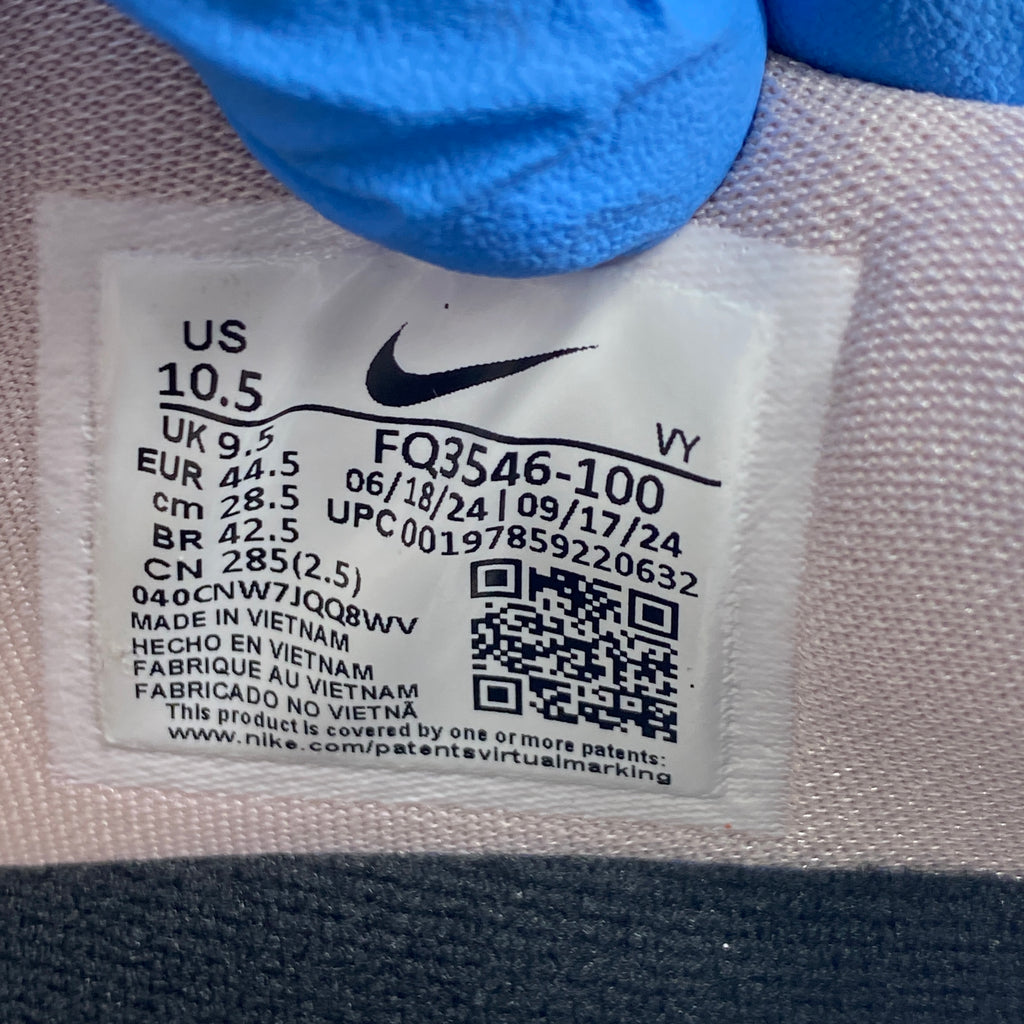 US
10.5
VY
UK 9.5
EUR 44.5
cm 28.5
BR 42.5
CN 285(2.5)
FQ3546-100
06/18/24 | 09/17/24
UPC 00197859220632
040CNW7JQQ8WV
MADE IN VIETNAM
HECHO EN VIETNAM
FABRIQUE AU VIETNAM
FABRICADO NO VIETNÃ
This product is covered by one or more patents:
www.nike.com/patentsvirtualmarking